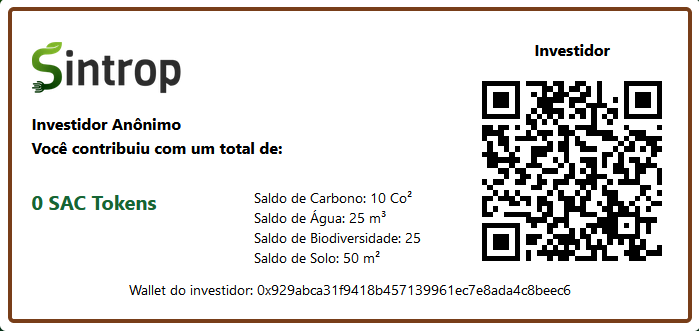 Sintrop
Investidor
Investidor Anônimo
Você contribuiu com um total de:
0 SAC Tokens
Saldo de Carbono: 10 Co²
Saldo de Água: 25 m³
Saldo de Biodiversidade: 25
Saldo de Solo: 50 m²
Wallet do investidor: 0x929abca31f9418b457139961ec7e8ada4c8beec6